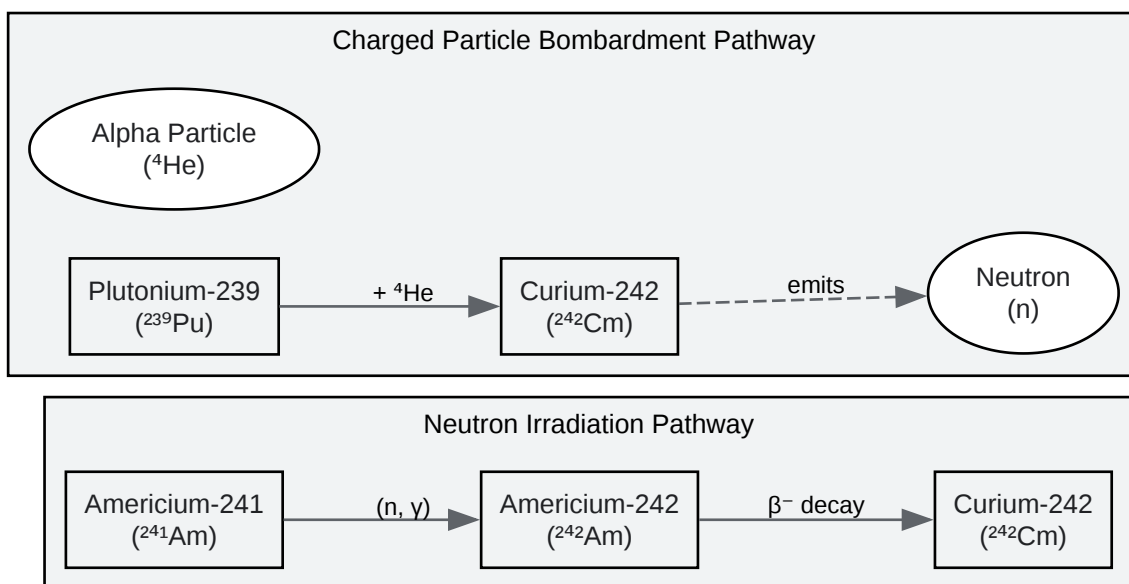 Charged Particle Bombardment Pathway
Alpha Particle
(⁴He)
Plutonium-239
(²³⁹Pu)
+ ⁴He
Curium-242
(²⁴²Cm)
emits
Neutron
(n)
Neutron Irradiation Pathway
Americium-241
(²⁴¹Am)
(n, γ)
Americium-242
(²⁴²Am)
β⁻ decay
Curium-242
(²⁴²Cm)